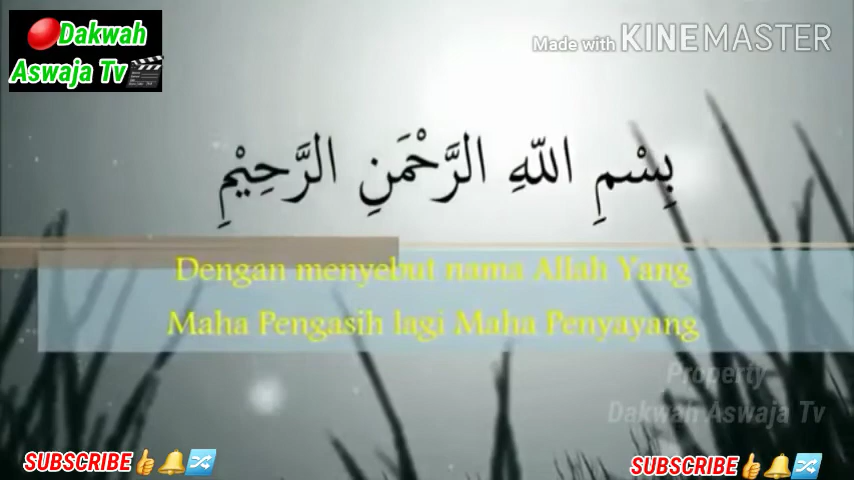 🔴Dakwah
Aswaja Tv🎬
Made with KINEMASTER
بِسْمِ اللّٰهِ الرَّحْمَنِ الرَّحِيْمِ
Dengan menyebut nama Allah Yang
Maha Pengasih lagi Maha Penyayang
Property
Dakwah Aswaja Tv
SUBSCRIBE👍🔔🔀
SUBSCRIBE👍🔔🔀